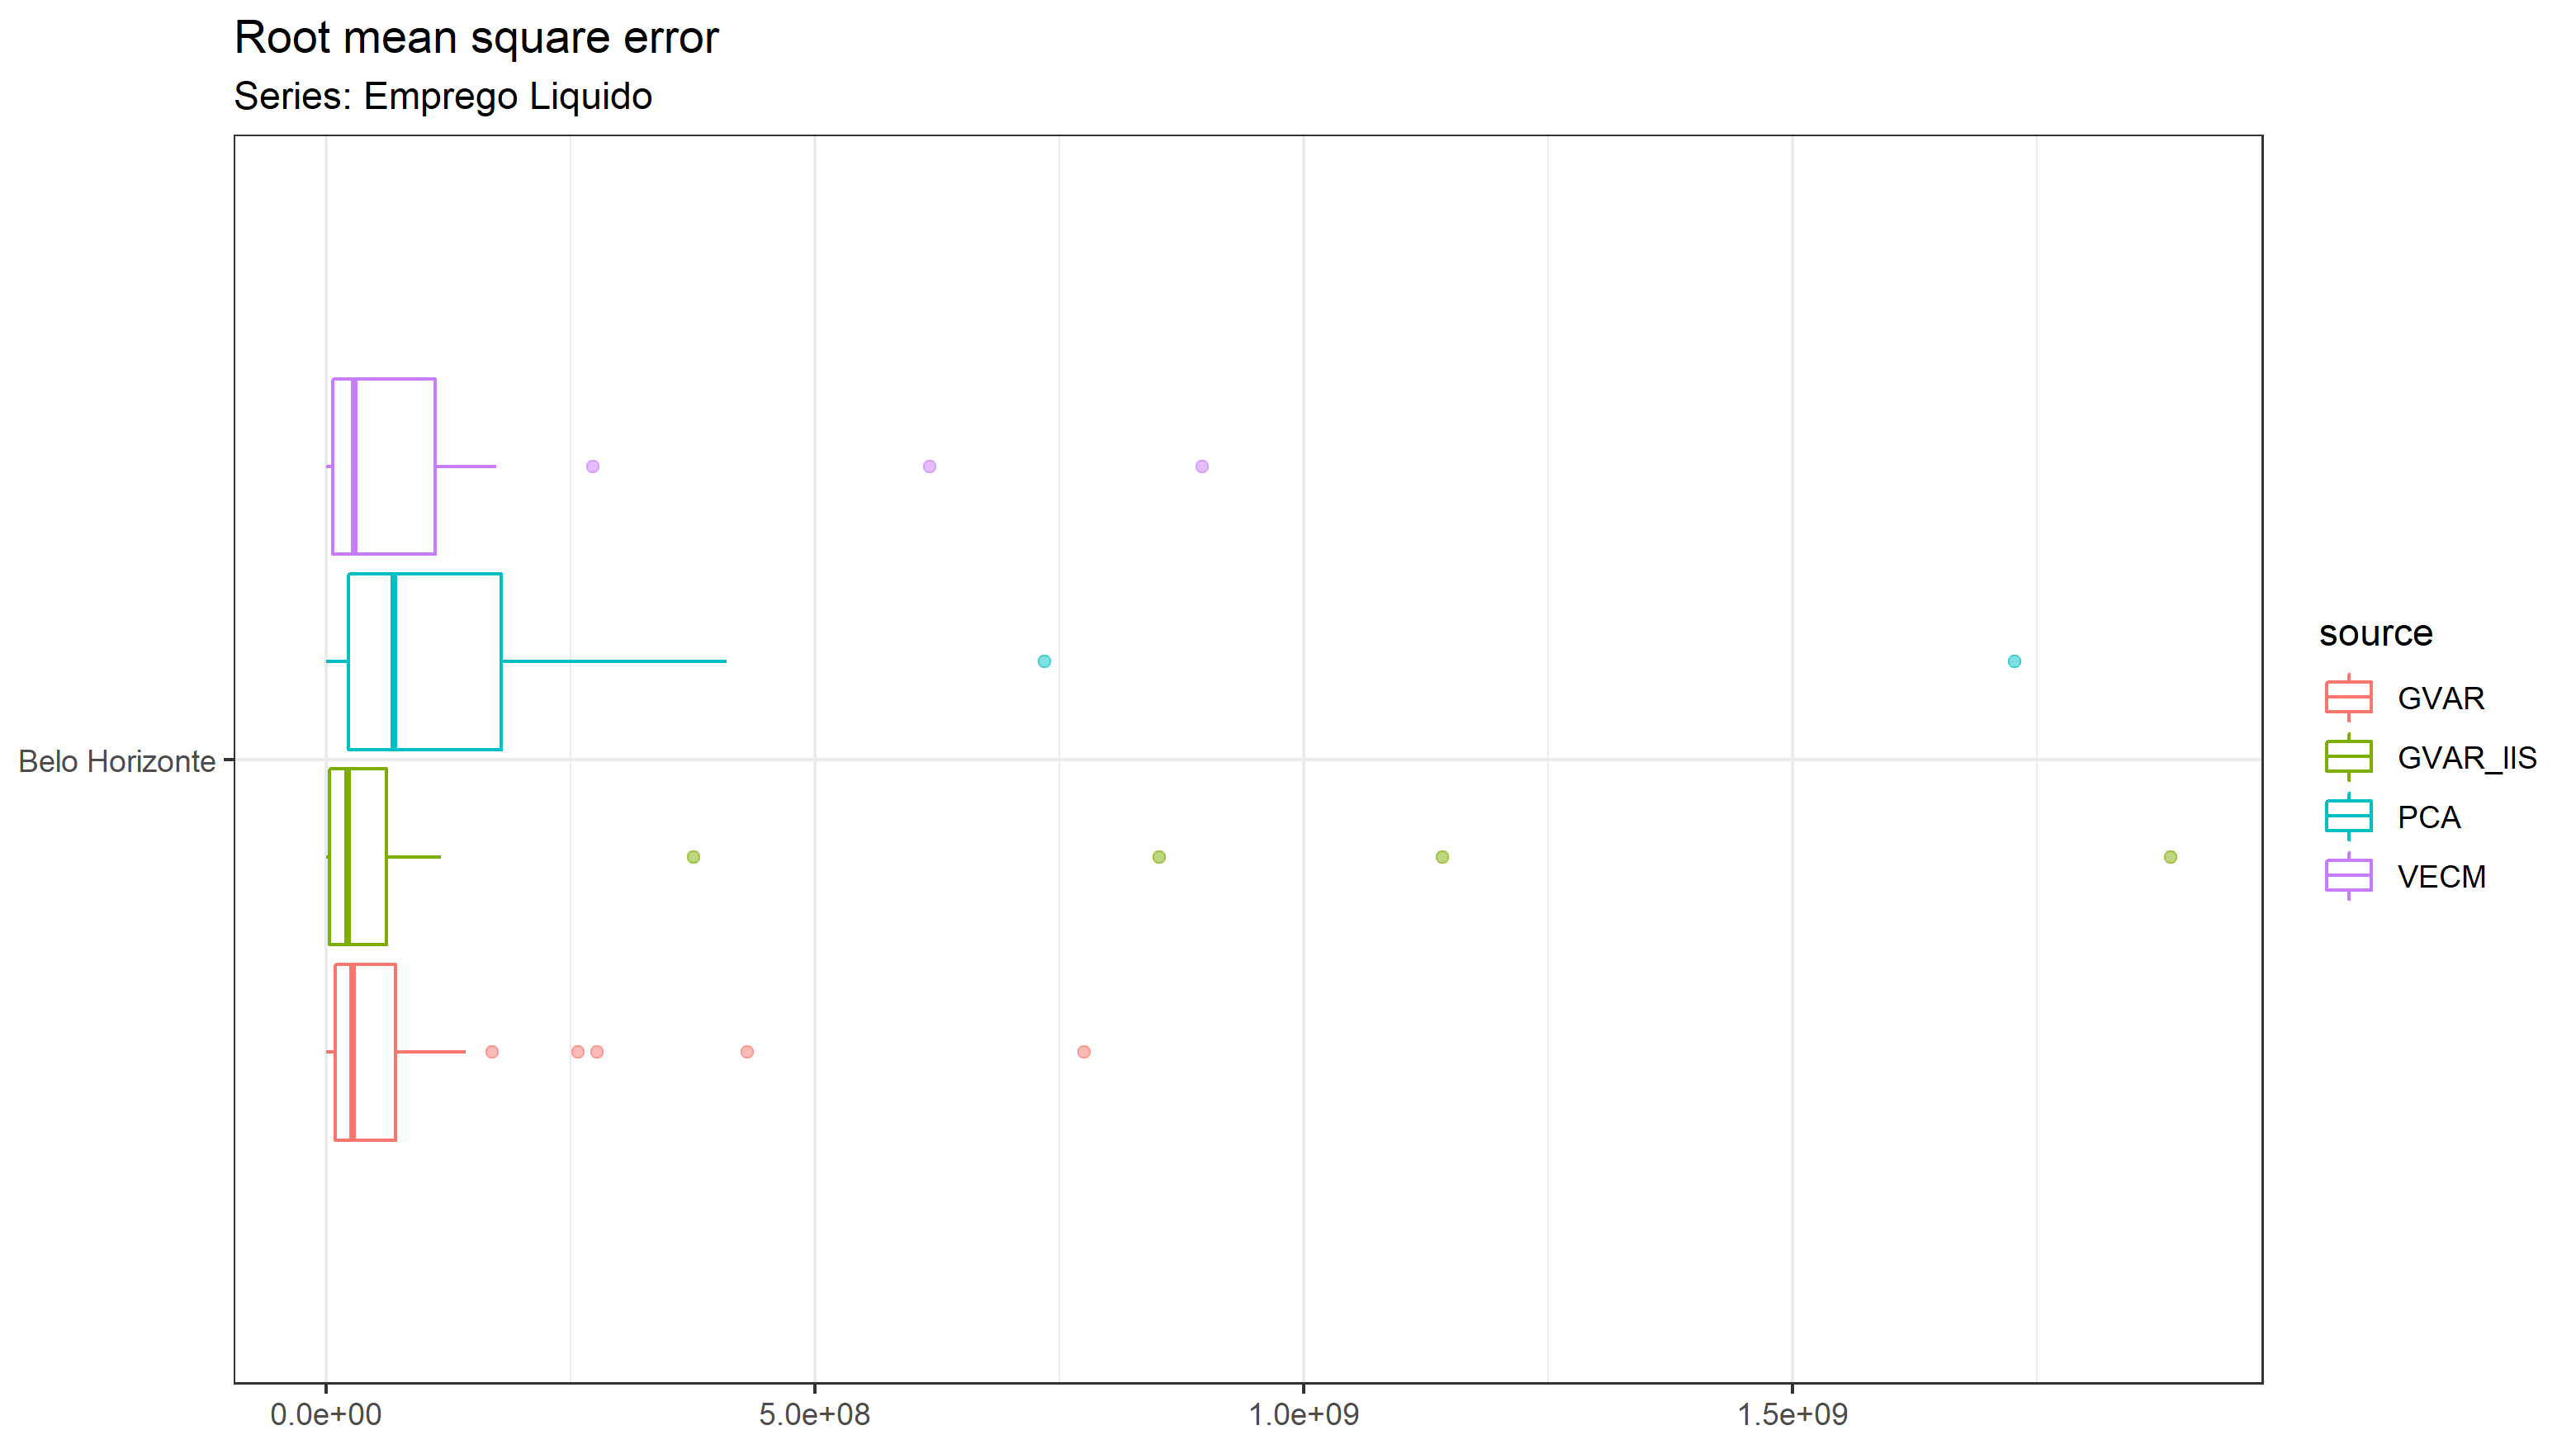 Root mean square error
Series: Emprego Liquido
Belo Horizonte
0.0e+00
5.0e+08
1.0e+09
1.5e+09
source
GVAR
GVAR_IIS
PCA
VECM